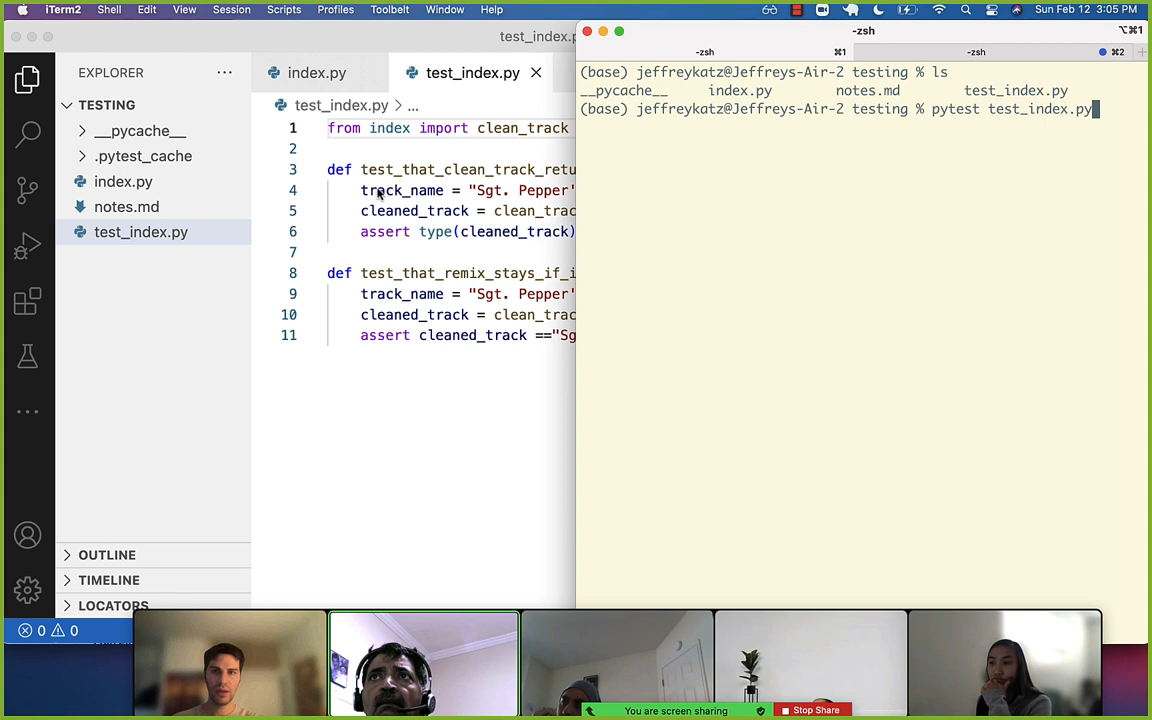 iTerm2 Shell Edit View Session Scripts Profiles Toolbelt Window Help Sun Feb 12 3:05 PM
test_index.p
-zsh ⌥⌘1
-zsh ⌘1 -zsh ⌘2
EXPLORER ...
index.py test_index.py
TESTING
test_index.py > ...
__pycache__
.pytest_cache
index.py
notes.md
test_index.py
1 from index import clean_track
2
3 def test_that_clean_track_retu
4 track_name = "Sgt. Pepper'
5 cleaned_track = clean_trac
6 assert type(cleaned_track)
7
8 def test_that_remix_stays_if_i
9 track_name = "Sgt. Pepper'
10 cleaned_track = clean_trac
11 assert cleaned_track =="Sg
(base) jeffreykatz@Jeffreys-Air-2 testing % ls
__pycache__ index.py notes.md test_index.py
(base) jeffreykatz@Jeffreys-Air-2 testing % pytest test_index.py
OUTLINE
TIMELINE
LOCATORS
0 0
You are screen sharing Stop Share